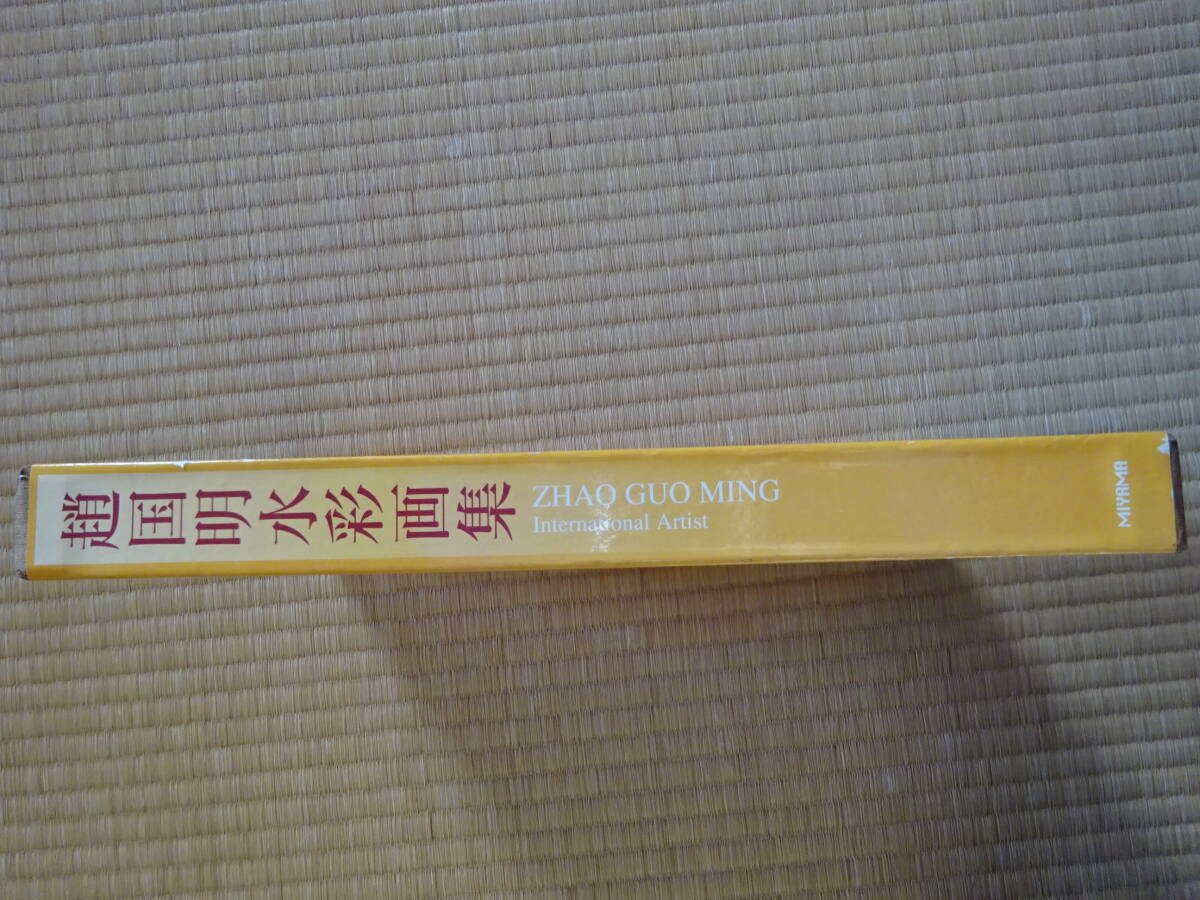 趙国明水彩画集
ZHAO GUO MING
International Artist
MIYAMA